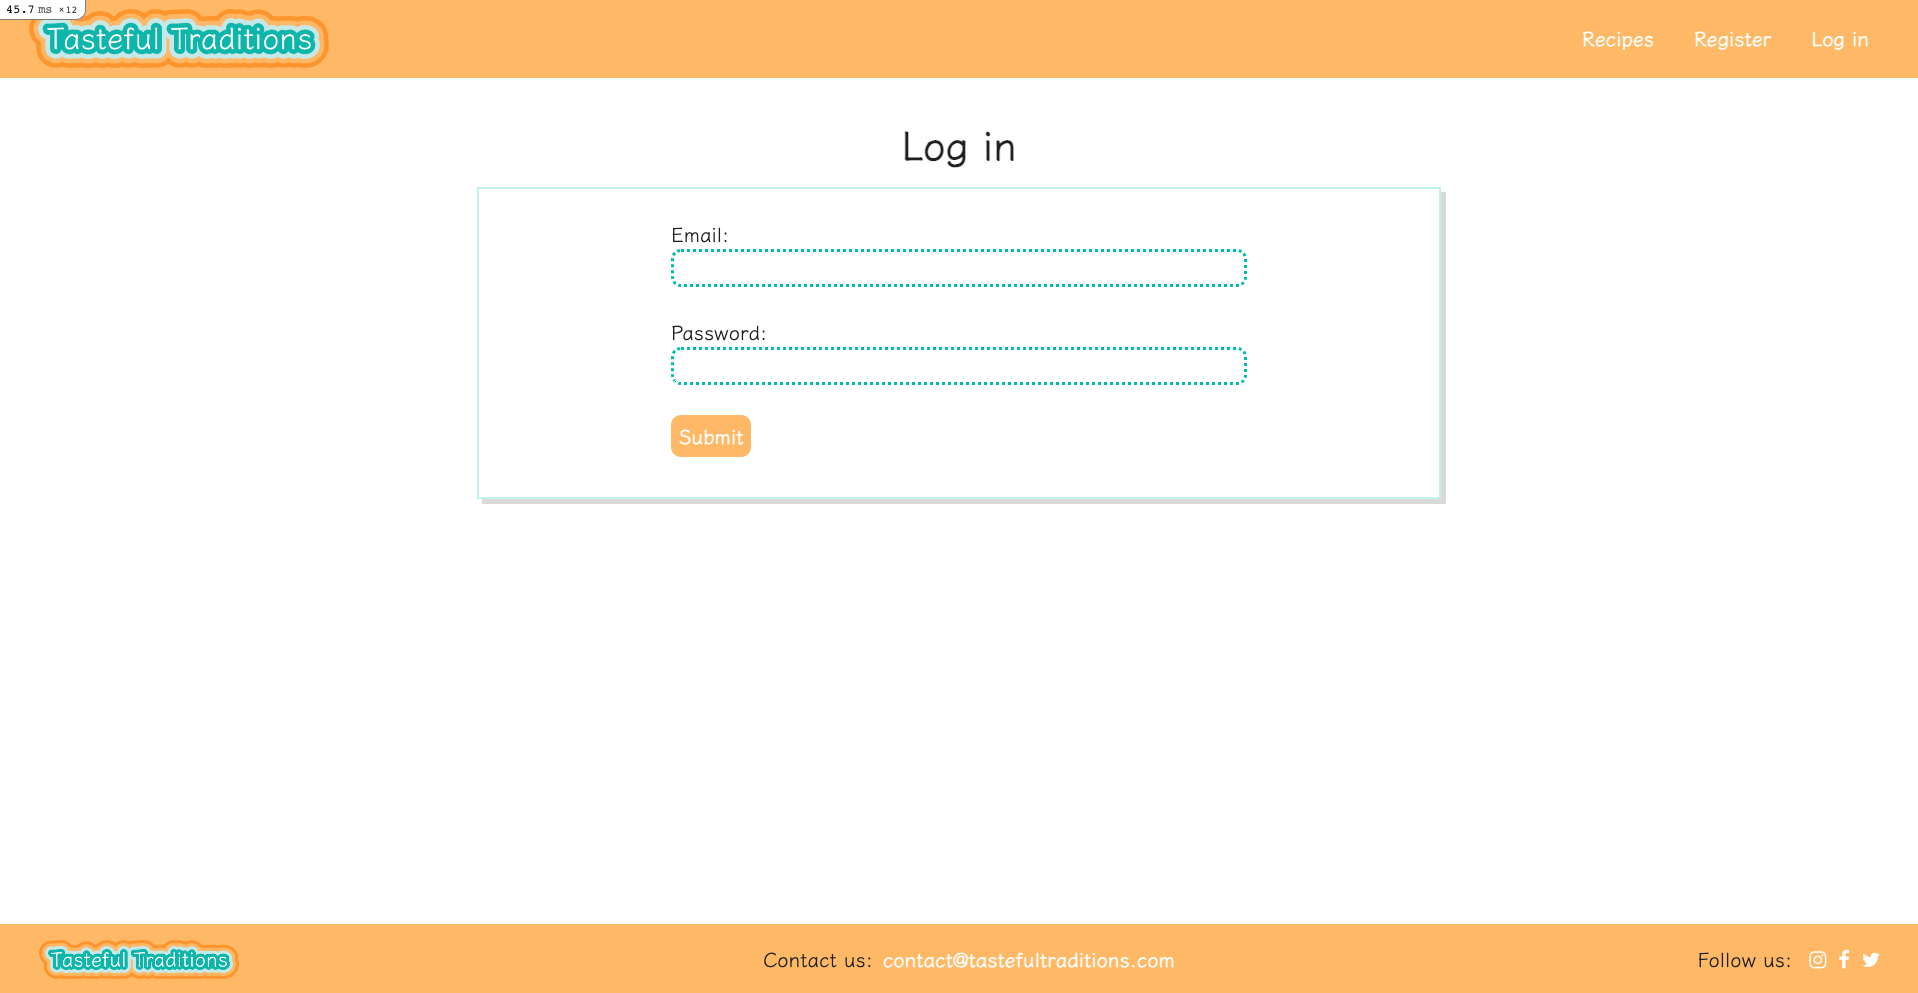 45.7 ms ×12
Tasteful Traditions
Recipes Register Log in
Log in
Email:
Password:
Submit
Tasteful Traditions
Contact us: contact@tastefultraditions.com
Follow us: